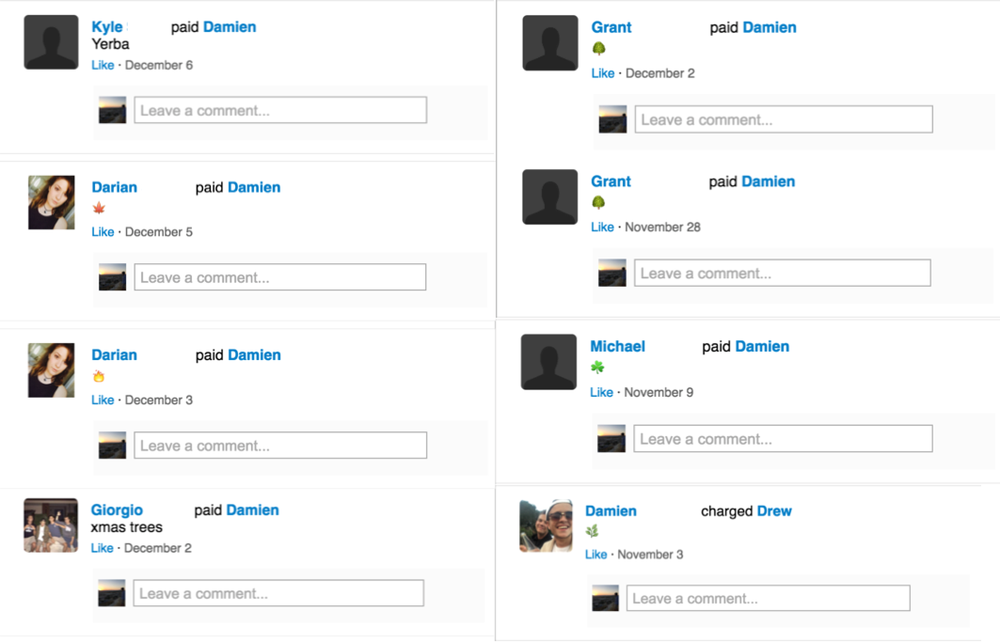 Kyle paid Damien
Yerba
Like · December 6
Leave a comment...
Darian paid Damien
🍁
Like · December 5
Leave a comment...
Darian paid Damien
🔥
Like · December 3
Leave a comment...
Giorgio paid Damien
xmas trees
Like · December 2
Leave a comment...
Grant paid Damien
🌳
Like · December 2
Leave a comment...
Grant paid Damien
🌳
Like · November 28
Leave a comment...
Michael paid Damien
☘️
Like · November 9
Leave a comment...
Damien charged Drew
🌿
Like · November 3
Leave a comment...